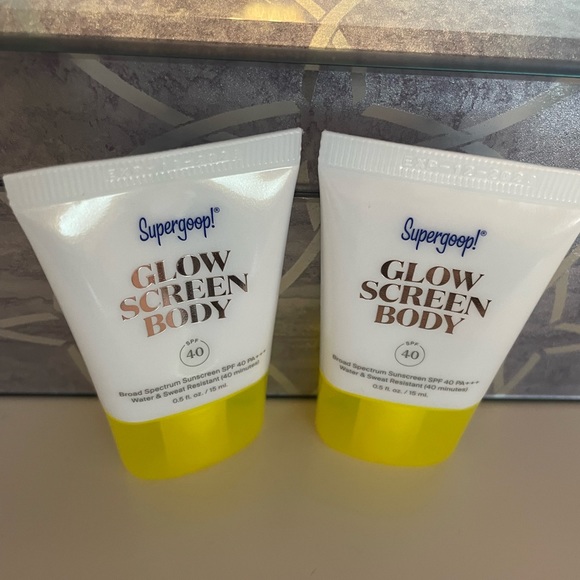 Supergoop!®
GLOW
SCREEN
BODY
SPF
40
Broad Spectrum Sunscreen SPF 40 PA+++
Water & Sweat Resistant (40 minutes)
0.5 fl. oz. / 15 ml.
Supergoop!®
GLOW
SCREEN
BODY
SPF
40
Broad Spectrum Sunscreen SPF 40 PA+++
Water & Sweat Resistant (40 minutes)
0.5 fl. oz. / 15 ml.